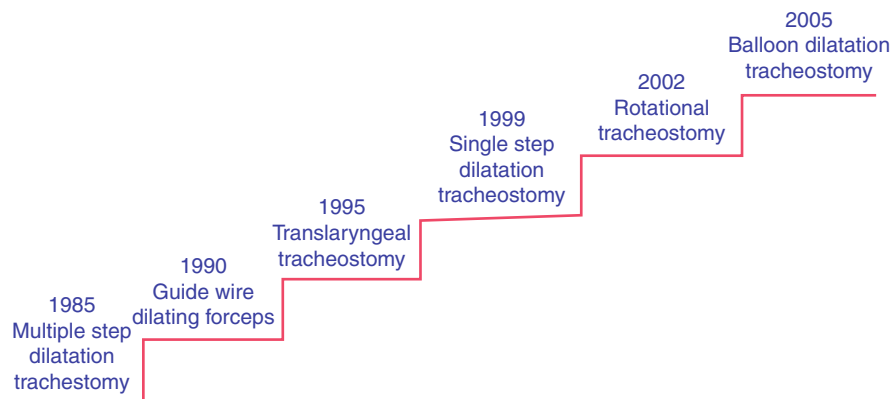 1985
Multiple step
dilatation
trachestomy
1990
Guide wire
dilating forceps
1995
Translaryngeal
tracheostomy
1999
Single step
dilatation
tracheostomy
2002
Rotational
tracheostomy
2005
Balloon dilatation
tracheostomy